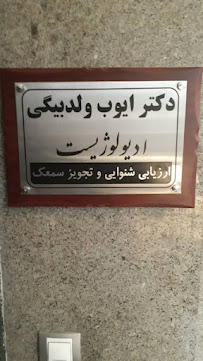 دکتر ایوب ولدبیگی
ادیولوژیست
ارزیابی شنوایی و تجویز سمعک